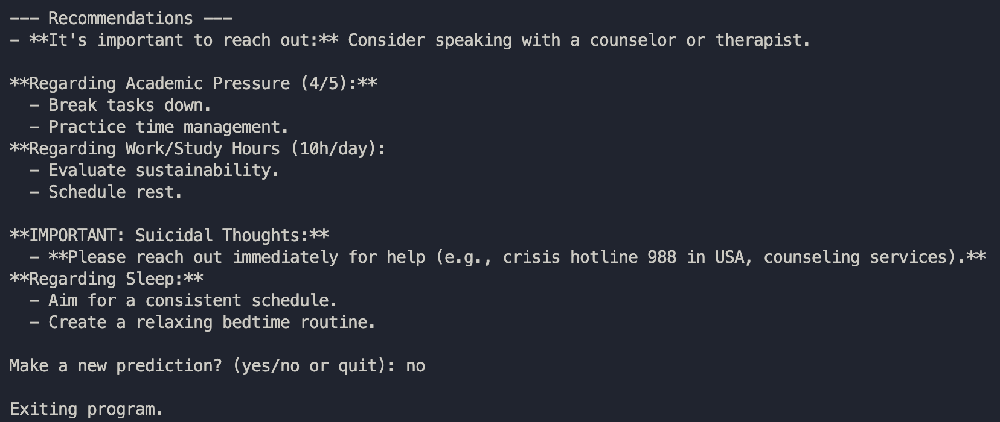 --- Recommendations ---
- **It's important to reach out:** Consider speaking with a counselor or therapist.
**Regarding Academic Pressure (4/5):**
  - Break tasks down.
  - Practice time management.
**Regarding Work/Study Hours (10h/day):
  - Evaluate sustainability.
  - Schedule rest.
**IMPORTANT: Suicidal Thoughts:**
  - **Please reach out immediately for help (e.g., crisis hotline 988 in USA, counseling services).**
**Regarding Sleep:**
  - Aim for a consistent schedule.
  - Create a relaxing bedtime routine.
Make a new prediction? (yes/no or quit): no
Exiting program.